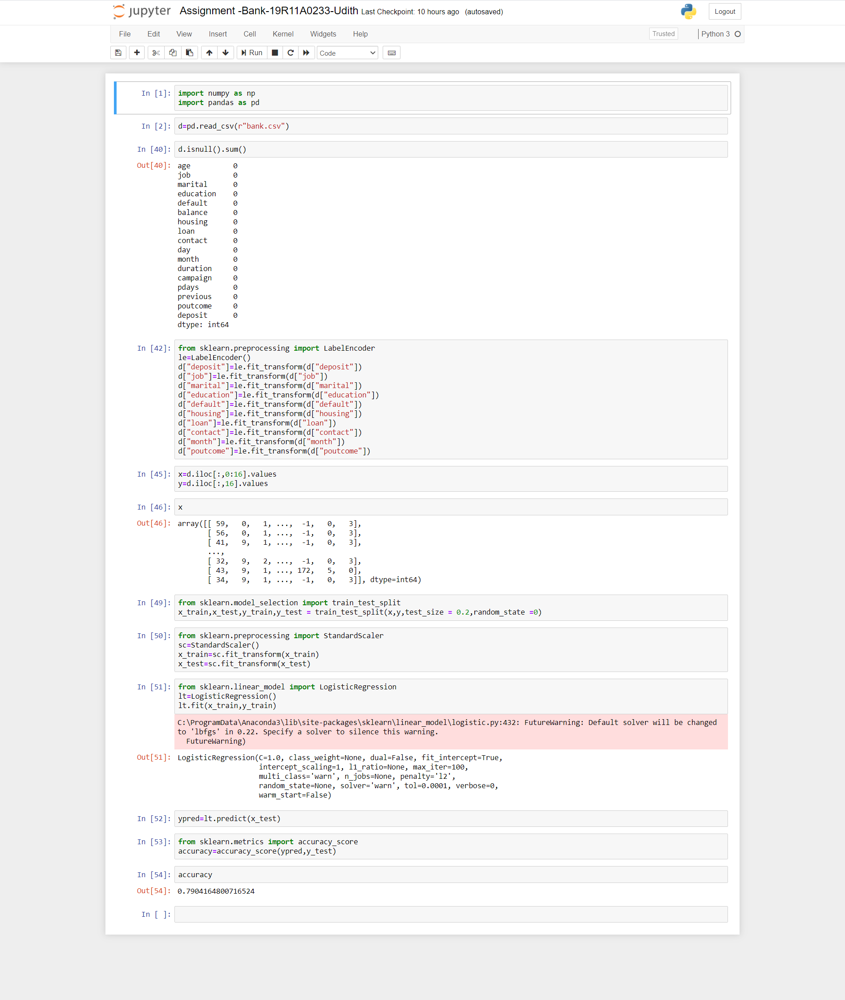 jupyter Assignment -Bank-19R11A0233-Udith Last Checkpoint: 10 hours ago (autosaved) Logout
File Edit View Insert Cell Kernel Widgets Help Trusted Python 3
Run Code
In [1]: import numpy as np
import pandas as pd
In [2]: d=pd.read_csv(r"bank.csv")
In [40]: d.isnull().sum()
Out[40]: age 0
job 0
marital 0
education 0
default 0
balance 0
housing 0
loan 0
contact 0
day 0
month 0
duration 0
campaign 0
pdays 0
previous 0
poutcome 0
deposit 0
dtype: int64
In [42]: from sklearn.preprocessing import LabelEncoder
le=LabelEncoder()
d["deposit"]=le.fit_transform(d["deposit"])
d["job"]=le.fit_transform(d["job"])
d["marital"]=le.fit_transform(d["marital"])
d["education"]=le.fit_transform(d["education"])
d["default"]=le.fit_transform(d["default"])
d["housing"]=le.fit_transform(d["housing"])
d["loan"]=le.fit_transform(d["loan"])
d["contact"]=le.fit_transform(d["contact"])
d["month"]=le.fit_transform(d["month"])
d["poutcome"]=le.fit_transform(d["poutcome"])
In [45]: x=d.iloc[:,0:16].values
y=d.iloc[:,16].values
In [46]: x
Out[46]: array([[ 59, 0, 1, ..., -1, 0, 3],
[ 56, 0, 1, ..., -1, 0, 3],
[ 41, 9, 1, ..., -1, 0, 3],
...,
[ 32, 9, 2, ..., -1, 0, 3],
[ 43, 9, 1, ..., 172, 5, 0],
[ 34, 9, 1, ..., -1, 0, 3]], dtype=int64)
In [49]: from sklearn.model_selection import train_test_split
x_train,x_test,y_train,y_test = train_test_split(x,y,test_size = 0.2,random_state =0)
In [50]: from sklearn.preprocessing import StandardScaler
sc=StandardScaler()
x_train=sc.fit_transform(x_train)
x_test=sc.fit_transform(x_test)
In [51]: from sklearn.linear_model import LogisticRegression
lt=LogisticRegression()
lt.fit(x_train,y_train)
C:\ProgramData\Anaconda3\lib\site-packages\sklearn\linear_model\logistic.py:432: FutureWarning: Default solver will be changed
to 'lbfgs' in 0.22. Specify a solver to silence this warning.
FutureWarning)
Out[51]: LogisticRegression(C=1.0, class_weight=None, dual=False, fit_intercept=True,
intercept_scaling=1, l1_ratio=None, max_iter=100,
multi_class='warn', n_jobs=None, penalty='l2',
random_state=None, solver='warn', tol=0.0001, verbose=0,
warm_start=False)
In [52]: ypred=lt.predict(x_test)
In [53]: from sklearn.metrics import accuracy_score
accuracy=accuracy_score(ypred,y_test)
In [54]: accuracy
Out[54]: 0.7904164800716524
In [ ]: